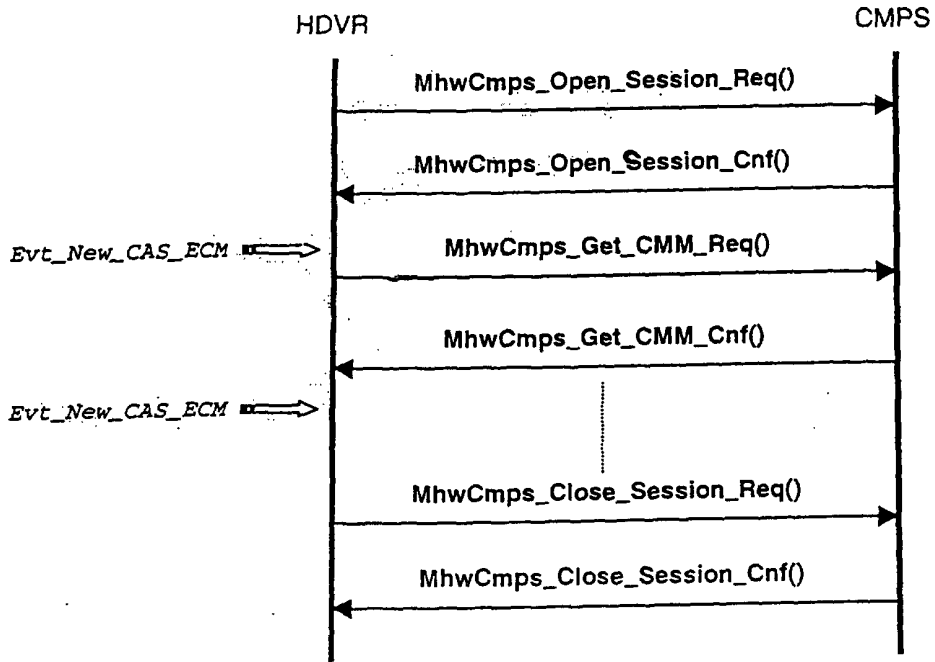 HDVR
CMPS
MhwCmps_Open_Session_Req()
MhwCmps_Open_Session_Cnf()
Evt_New_CAS_ECM
MhwCmps_Get_CMM_Req()
MhwCmps_Get_CMM_Cnf()
Evt_New_CAS_ECM
MhwCmps_Close_Session_Req()
MhwCmps_Close_Session_Cnf()